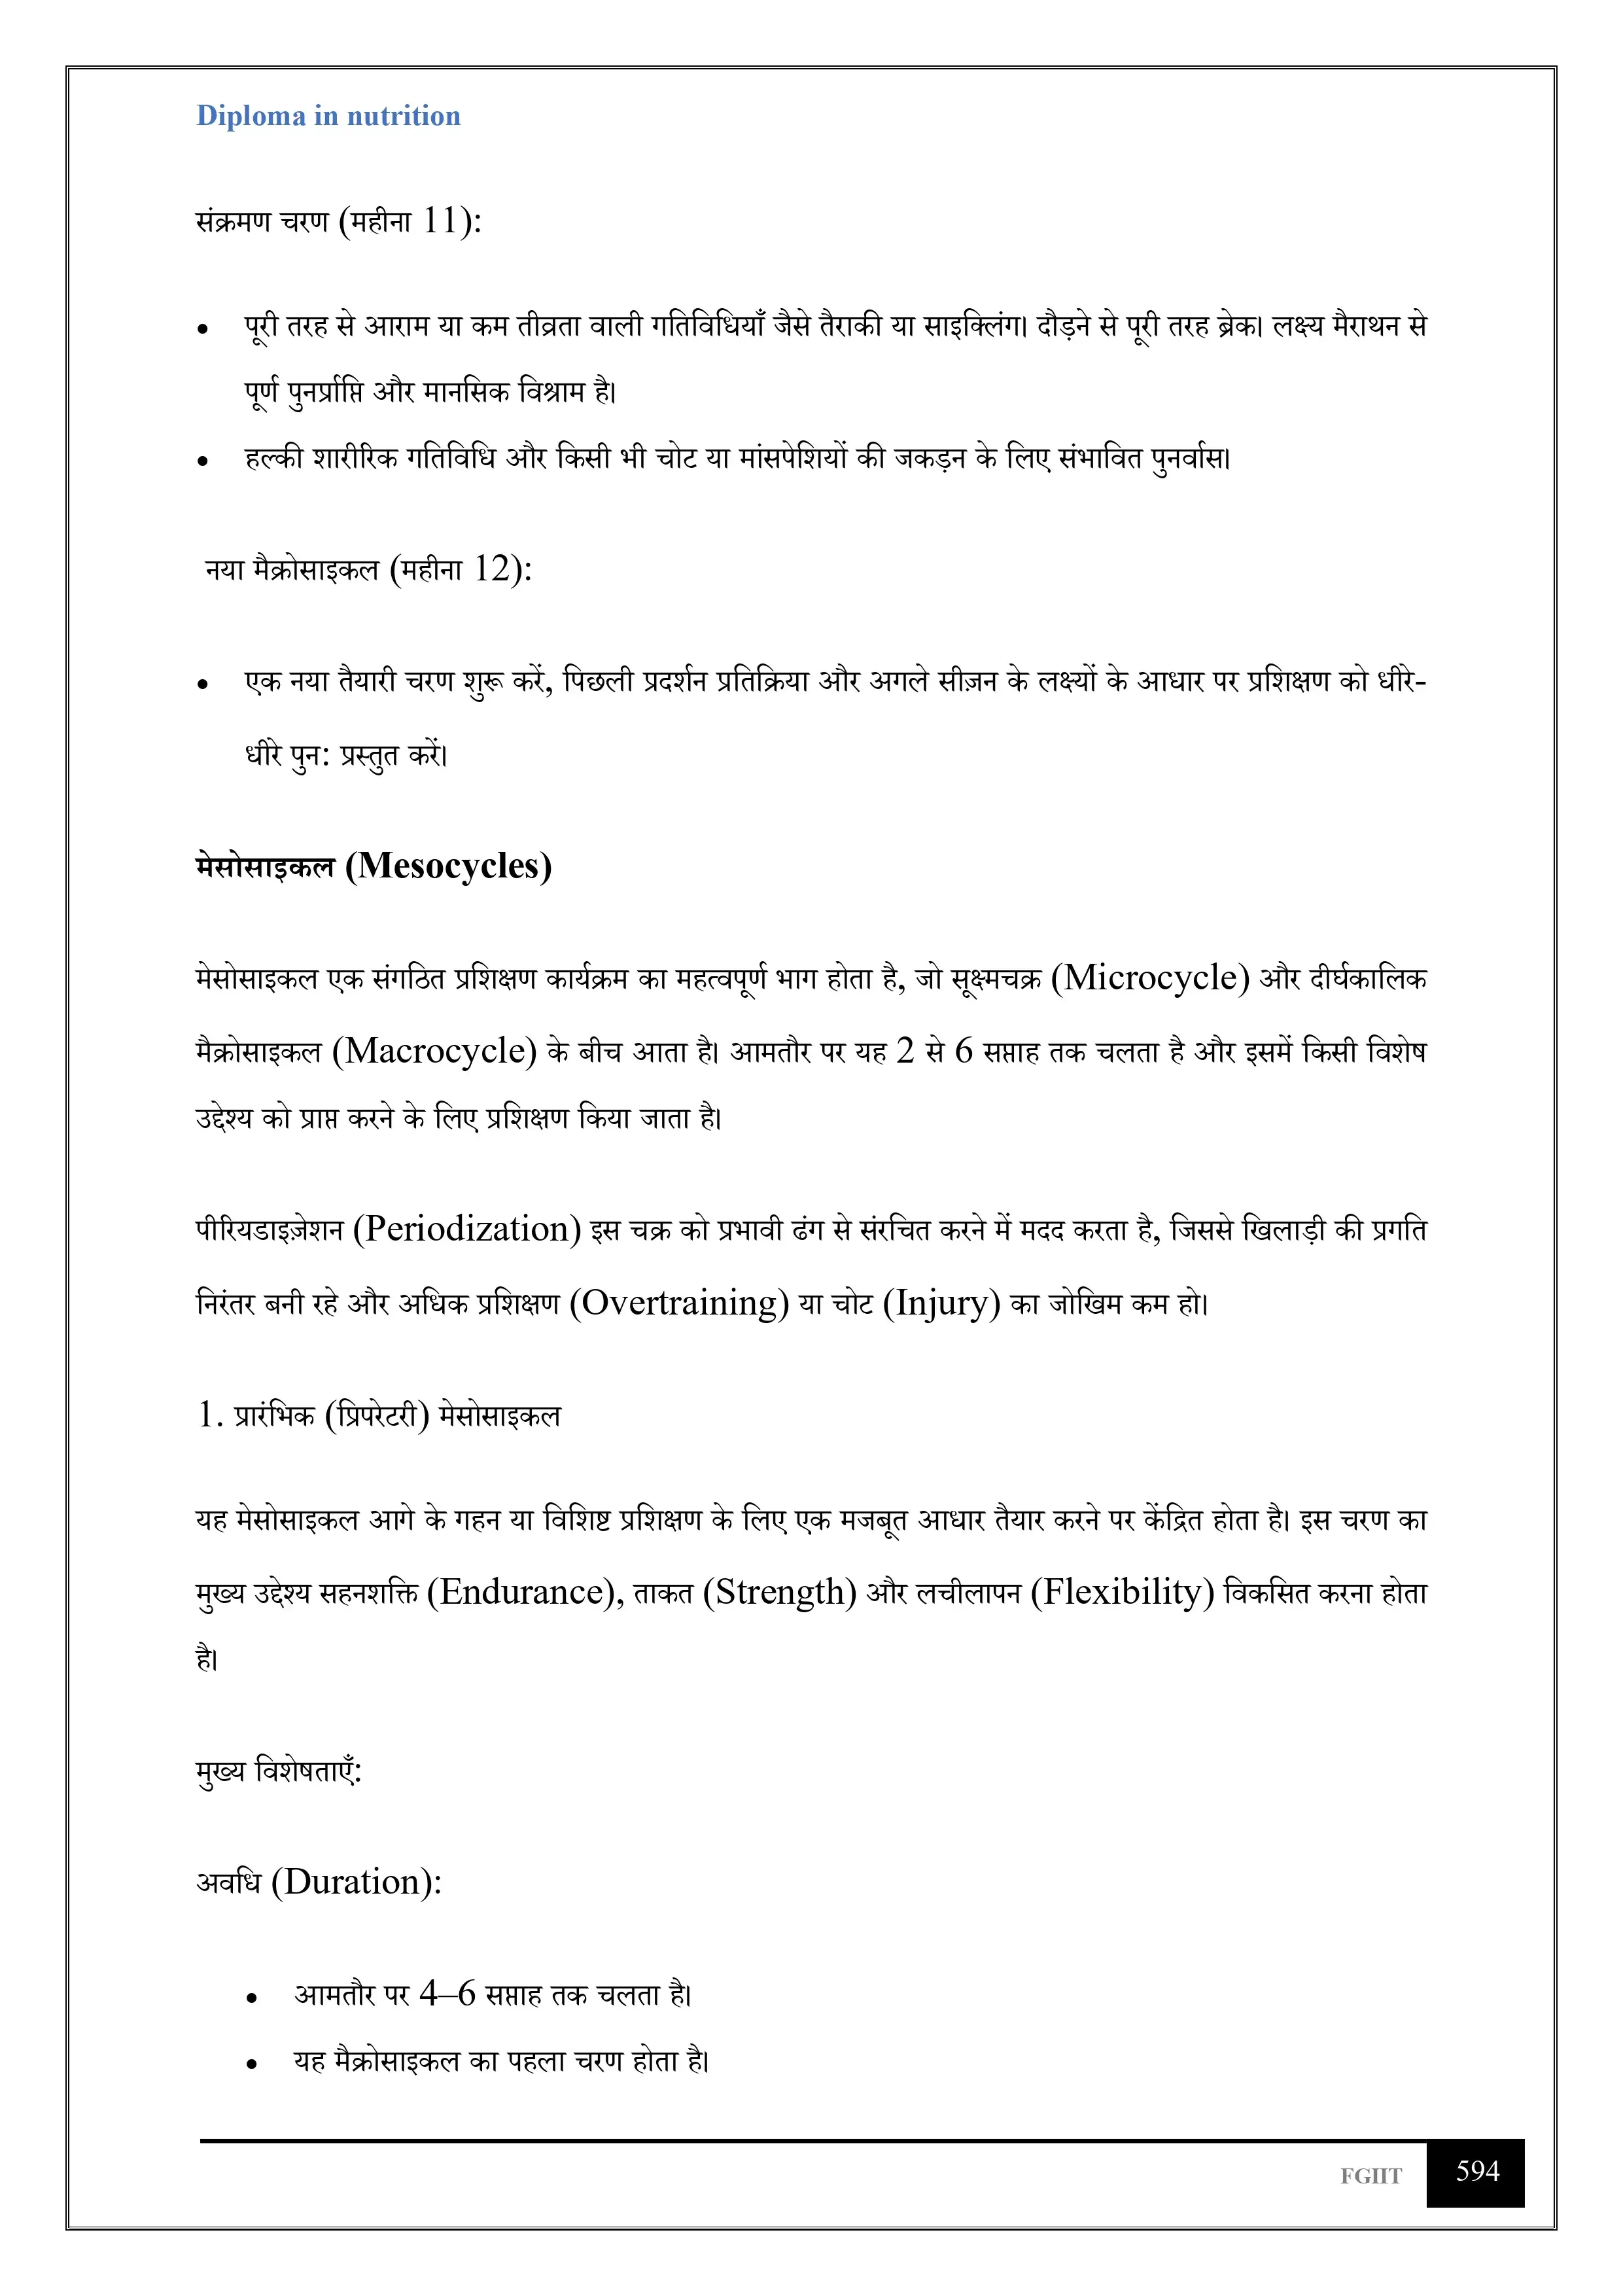 Diploma in nutrition
संक्रमण चरण (महीना 11):
• पूरी तरह से आराम या कम तीव्रता वाली गतिविधियाँ जैसे तैराकी या साइक्लिंग। दौड़ने से पूरी तरह ब्रेक। लक्ष्य मैराथन से
पूर्ण पुनर्प्राप्ति और मानसिक विश्राम है।
• हल्की शारीरिक गतिविधि और किसी भी चोट या मांसपेशियों की जकड़न के लिए संभावित पुनर्वास।
नया मैक्रोसाइकल (महीना 12):
• एक नया तैयारी चरण शुरू करें, पिछली प्रदर्शन प्रतिक्रिया और अगले सीज़न के लक्ष्यों के आधार पर प्रशिक्षण को धीरे-
धीरे पुन: प्रस्तुत करें।
मेसोसाइकल (Mesocycles)
मेसोसाइकल एक संगठित प्रशिक्षण कार्यक्रम का महत्वपूर्ण भाग होता है, जो सूक्ष्मचक्र (Microcycle) और दीर्घकालिक
मैक्रोसाइकल (Macrocycle) के बीच आता है। आमतौर पर यह 2 से 6 सप्ताह तक चलता है और इसमें किसी विशेष
उद्देश्य को प्राप्त करने के लिए प्रशिक्षण किया जाता है।
पीरियडाइज़ेशन (Periodization) इस चक्र को प्रभावी ढंग से संरचित करने में मदद करता है, जिससे खिलाड़ी की प्रगति
निरंतर बनी रहे और अधिक प्रशिक्षण (Overtraining) या चोट (Injury) का जोखिम कम हो।
1. प्रारंभिक (प्रिपरेटरी) मेसोसाइकल
यह मेसोसाइकल आगे के गहन या विशिष्ट प्रशिक्षण के लिए एक मजबूत आधार तैयार करने पर केंद्रित होता है। इस चरण का
मुख्य उद्देश्य सहनशक्ति (Endurance), ताकत (Strength) और लचीलापन (Flexibility) विकसित करना होता
है।
मुख्य विशेषताएँ:
अवधि (Duration):
• आमतौर पर 4–6 सप्ताह तक चलता है।
• यह मैक्रोसाइकल का पहला चरण होता है।
FGIIT 594